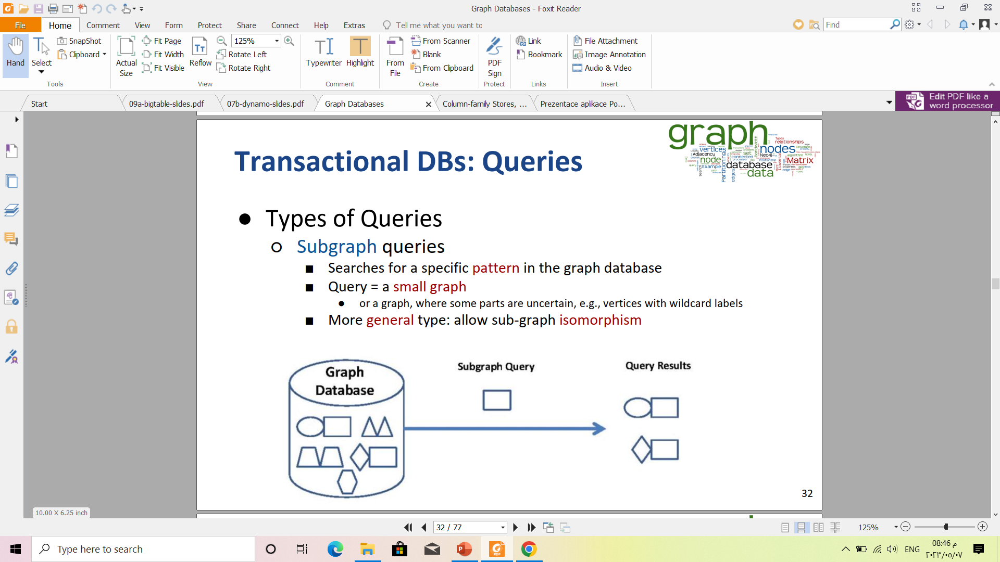 Graph Databases - Foxit Reader
File Home Comment View Form Protect Share Connect Help Extras Tell me what you want to Find
Hand
Select
SnapShot
Clipboard
Tools
Actual Size
Fit Page
Fit Width
Fit Visible
Reflow
125%
Rotate Left
Rotate Right
View
Typewriter
Highlight
Comment
From File
From Scanner
Blank
From Clipboard
Create
PDF Sign
Protect
Link
Bookmark
Links
File Attachment
Image Annotation
Audio & Video
Insert
Start 09a-bigtable-slides.pdf 07b-dynamo-slides.pdf Graph Databases Column-family Stores, ... Prezentace aplikace Po...
Edit PDF like a
word processor
graph
relationships
vertices
nodes
Adjacency
set
connected
Neo4j
node
Example
database
Matrix
data
Partitioning
edges
Bandwidth
Transactional DBs: Queries
● Types of Queries
○ Subgraph queries
■ Searches for a specific pattern in the graph database
■ Query = a small graph
● or a graph, where some parts are uncertain, e.g., vertices with wildcard labels
■ More general type: allow sub-graph isomorphism
Graph
Database
Subgraph Query
Query Results
32
10.00 X 6.25 inch
32 / 77
125%
Type here to search
ENG
08:46 م
٢٠٢٣/٠٥/٠٧